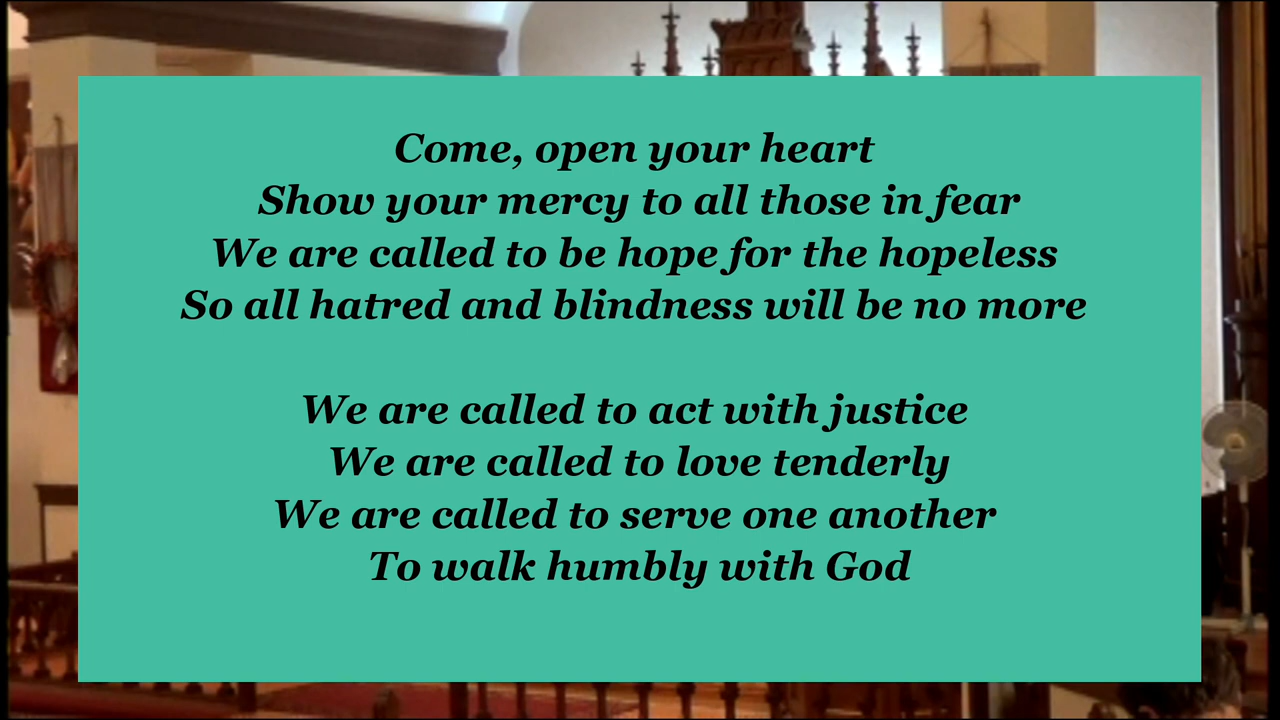 Come, open your heart
Show your mercy to all those in fear
We are called to be hope for the hopeless
So all hatred and blindness will be no more
We are called to act with justice
We are called to love tenderly
We are called to serve one another
To walk humbly with God